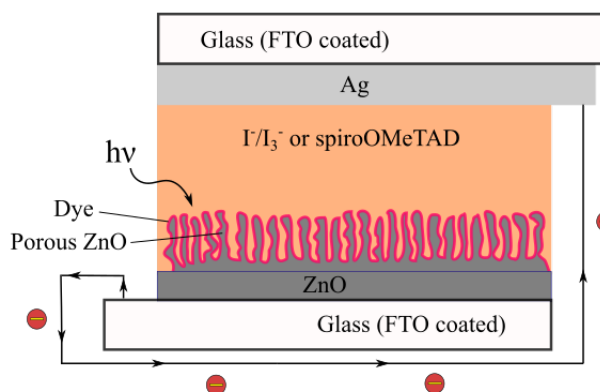 Glass (FTO coated)
Ag
I⁻/I₃⁻ or spiroOMeTAD
hν
Dye
Porous ZnO
ZnO
Glass (FTO coated)